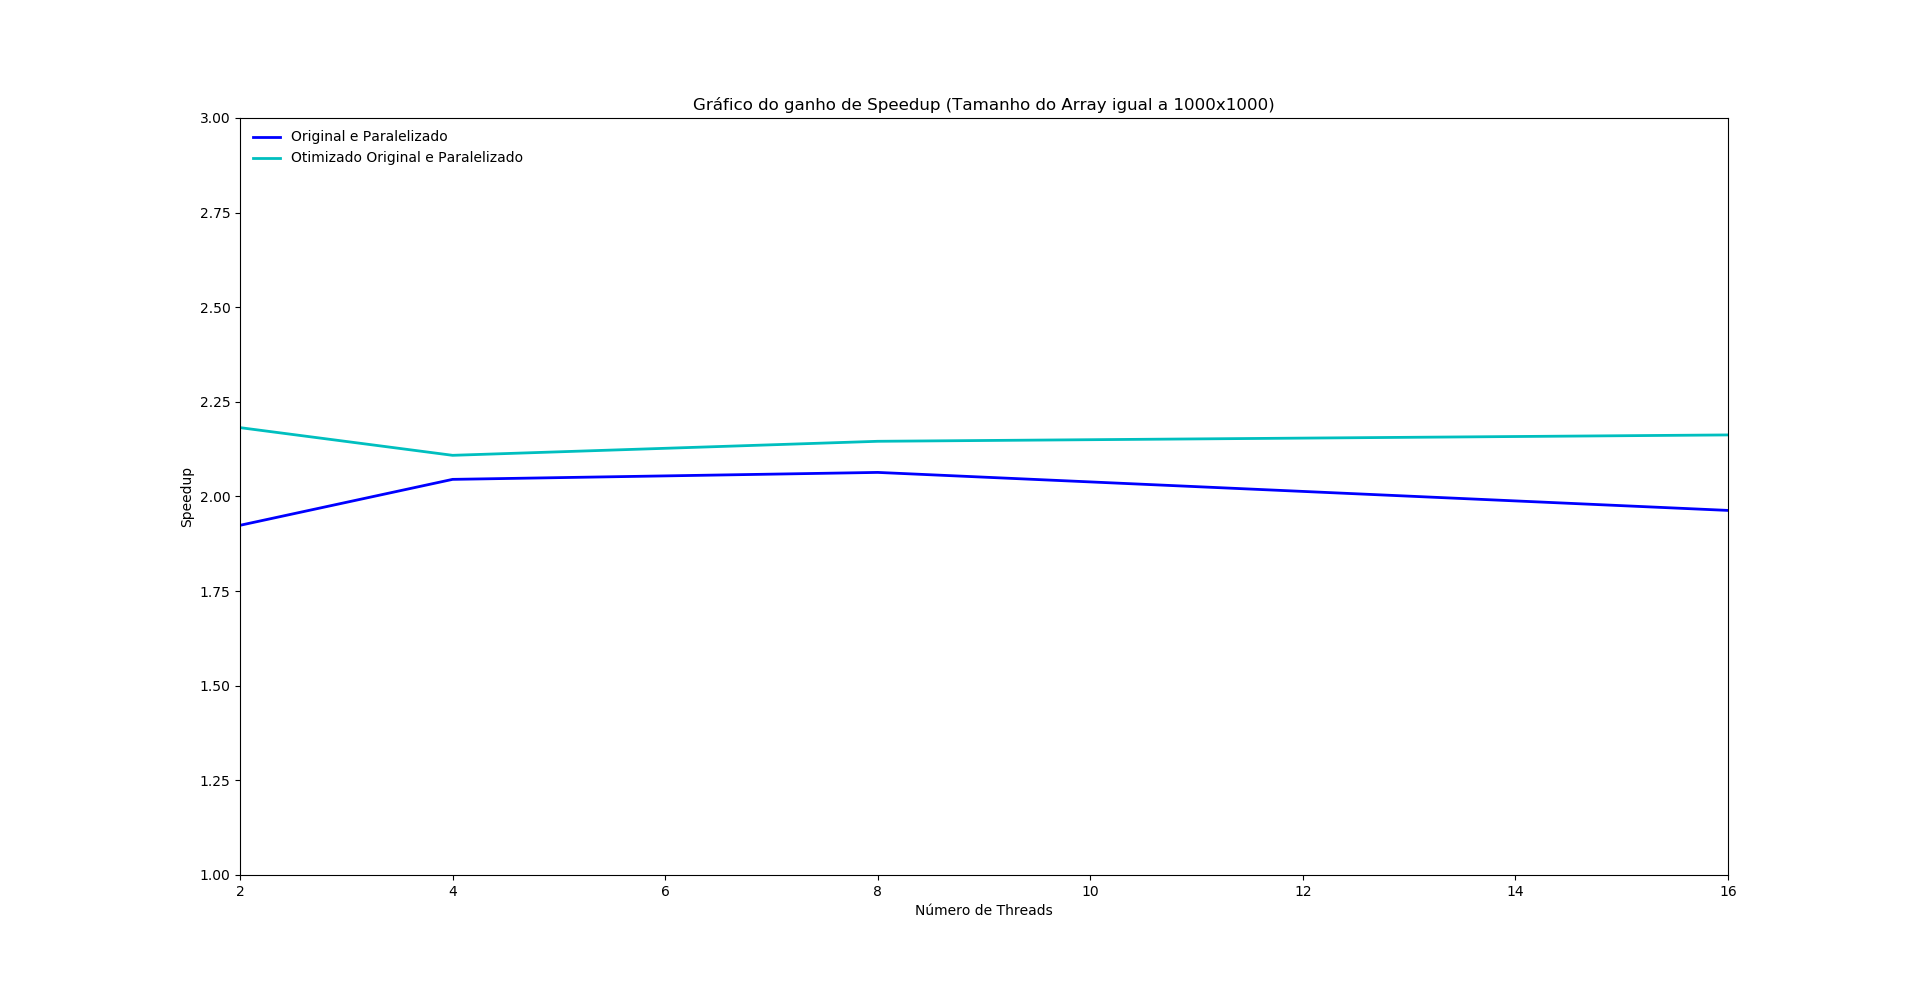 Gráfico do ganho de Speedup (Tamanho do Array igual a 1000x1000)
Original e Paralelizado
Otimizado Original e Paralelizado
3.00
2.75
2.50
2.25
2.00
1.75
1.50
1.25
1.00
Speedup
2 4 6 8 10 12 14 16
Número de Threads